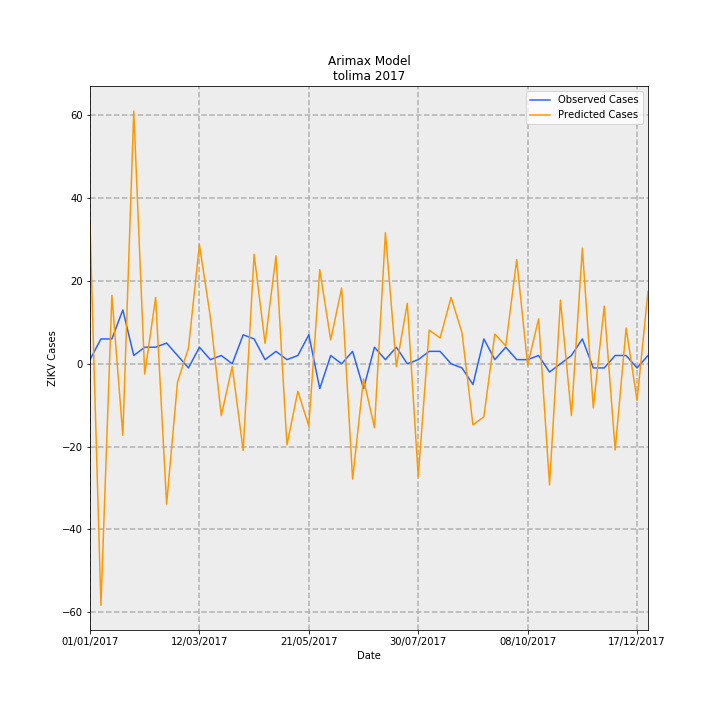 Arimax Model
tolima 2017
Observed Cases
Predicted Cases
ZIKV Cases
60
40
20
0
−20
−40
−60
01/01/2017
12/03/2017
21/05/2017
30/07/2017
08/10/2017
17/12/2017
Date